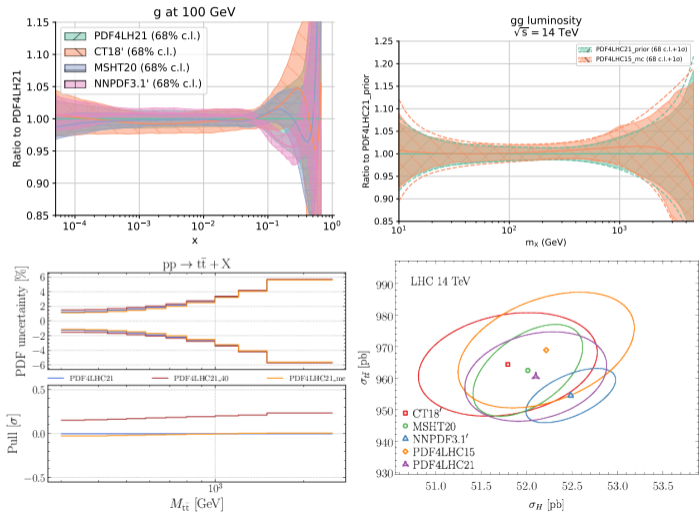 g at 100 GeV
1.15
1.10
1.05
1.00
0.95
0.90
0.85
Ratio to PDF4LH21
PDF4LH21 (68% c.l.)
CT18' (68% c.l.)
MSHT20 (68% c.l.)
NNPDF3.1' (68% c.l.)
10⁻⁴ 10⁻³ 10⁻² 10⁻¹ 10⁰
x
gg luminosity
√s = 14 TeV
1.25
1.20
1.15
1.10
1.05
1.00
0.95
0.90
0.85
Ratio to PDF4LHC21_prior
PDF4LHC21_prior (68 c.l.+1σ)
PDF4LHC15_mc (68 c.l.+1σ)
10¹ 10² 10³
m_X (GeV)
pp → tt̄ + X
6
4
2
0
−2
−4
−6
PDF uncertainty [%]
PDF4LHC21 PDF4LHC21_40
0.5
0.0
−0.5
Pull [σ]
10³
M_tt̄ [GeV]
LHC 14 TeV
990
980
970
960
950
940
930
σ_tt̄ [pb]
CT18′
MSHT20
NNPDF3.1′
PDF4LHC15
PDF4LHC21
51.0 51.5 52.0 52.5 53.0 53.5
σ_H [pb]